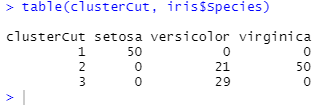 > table(clusterCut, iris$Species)
clusterCut setosa versicolor virginica
1 50 0 0
2 0 21 50
3 0 29 0
>